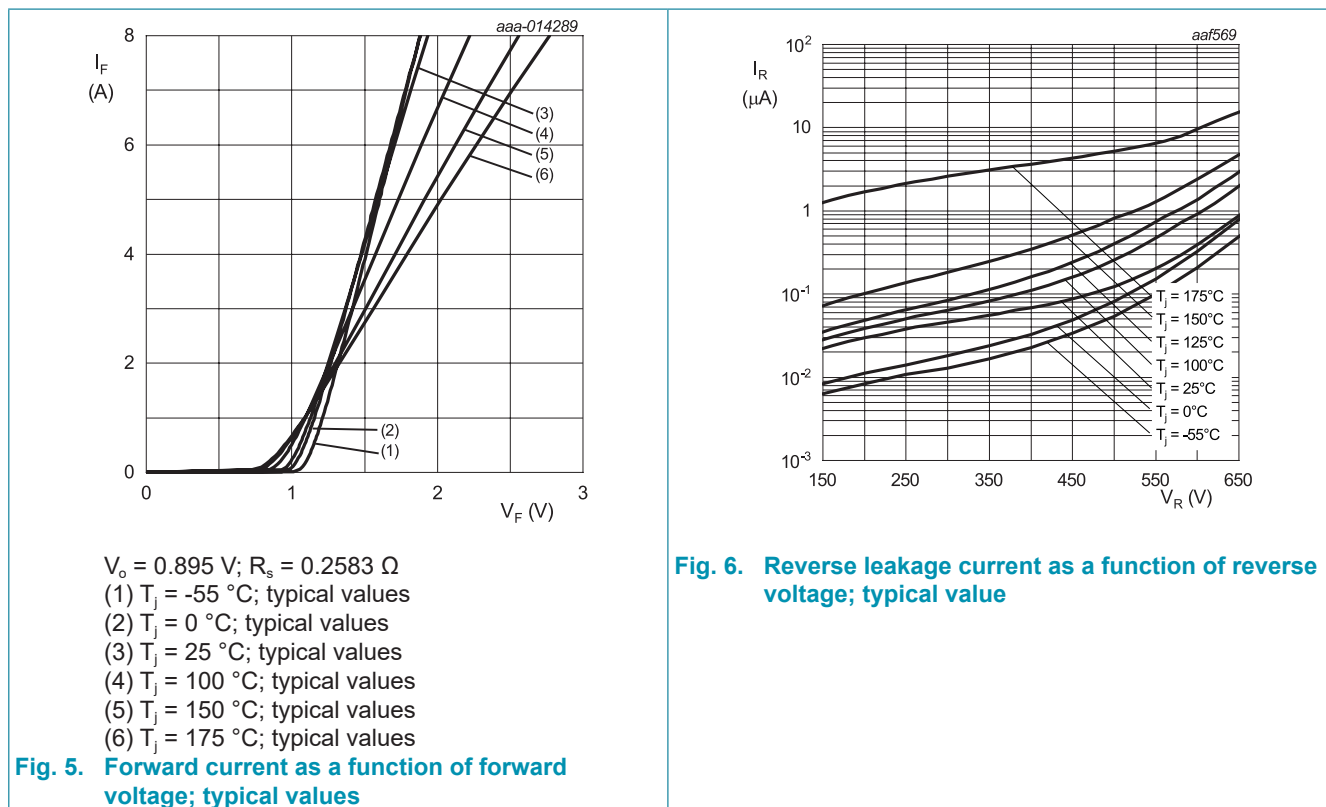 aaa-014289
I_F
(A)
8
6
4
2
0
(3)
(4)
(5)
(6)
(2)
(1)
0
1
2
3
V_F (V)
V_o = 0.895 V; R_s = 0.2583 Ω
(1) T_j = -55 °C; typical values
(2) T_j = 0 °C; typical values
(3) T_j = 25 °C; typical values
(4) T_j = 100 °C; typical values
(5) T_j = 150 °C; typical values
(6) T_j = 175 °C; typical values
Fig. 5. Forward current as a function of forward
voltage; typical values
aaf569
I_R
(μA)
10²
10
1
10⁻¹
10⁻²
10⁻³
T_j = 175°C
T_j = 150°C
T_j = 125°C
T_j = 100°C
T_j = 25°C
T_j = 0°C
T_j = -55°C
150
250
350
450
550
650
V_R (V)
Fig. 6. Reverse leakage current as a function of reverse
voltage; typical value